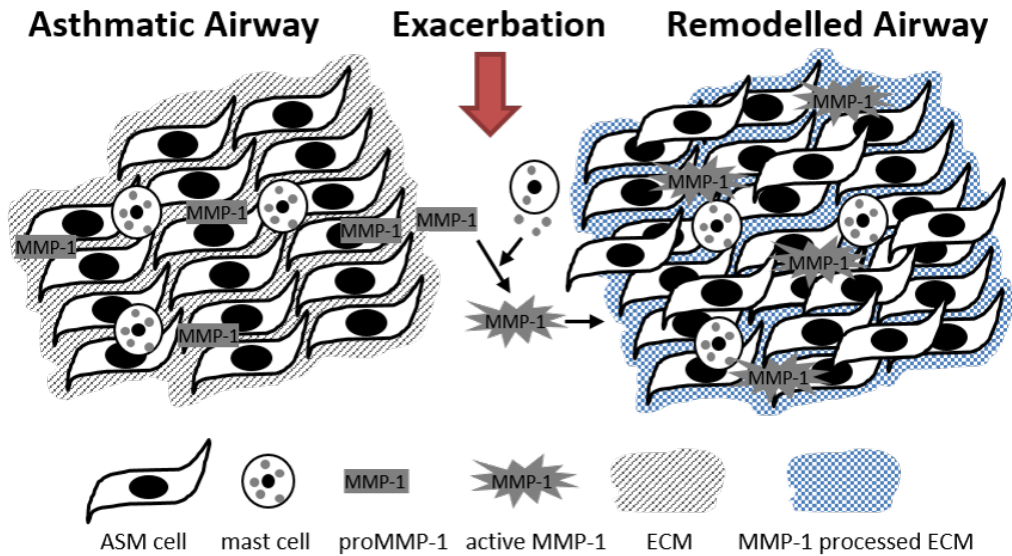 Asthmatic Airway
Exacerbation
Remodelled Airway
MMP-1
MMP-1
MMP-1
MMP-1
MMP-1
MMP-1
MMP-1
MMP-1
MMP-1
MMP-1
MMP-1
MMP-1
ASM cell
mast cell
proMMP-1
active MMP-1
ECM
MMP-1 processed ECM